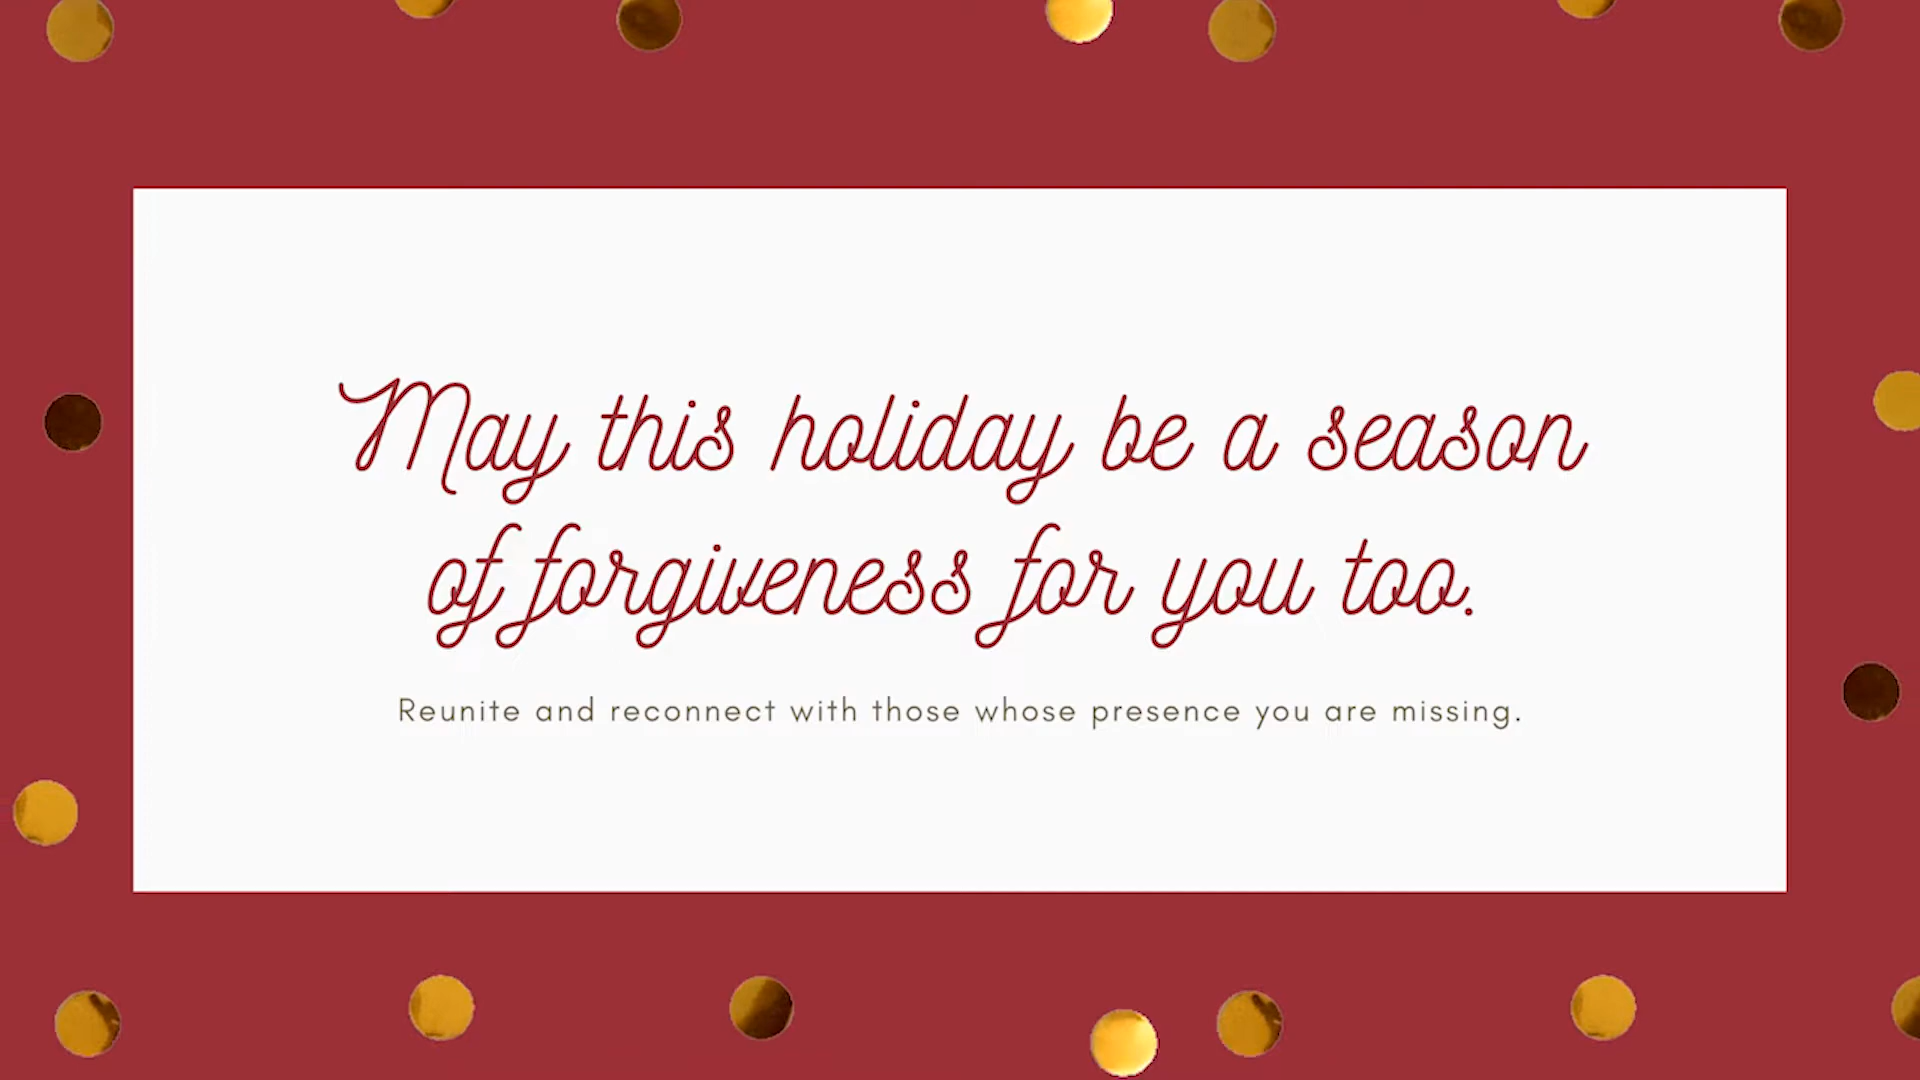 May this holiday be a season
of forgiveness for you too.
Reunite and reconnect with those whose presence you are missing.